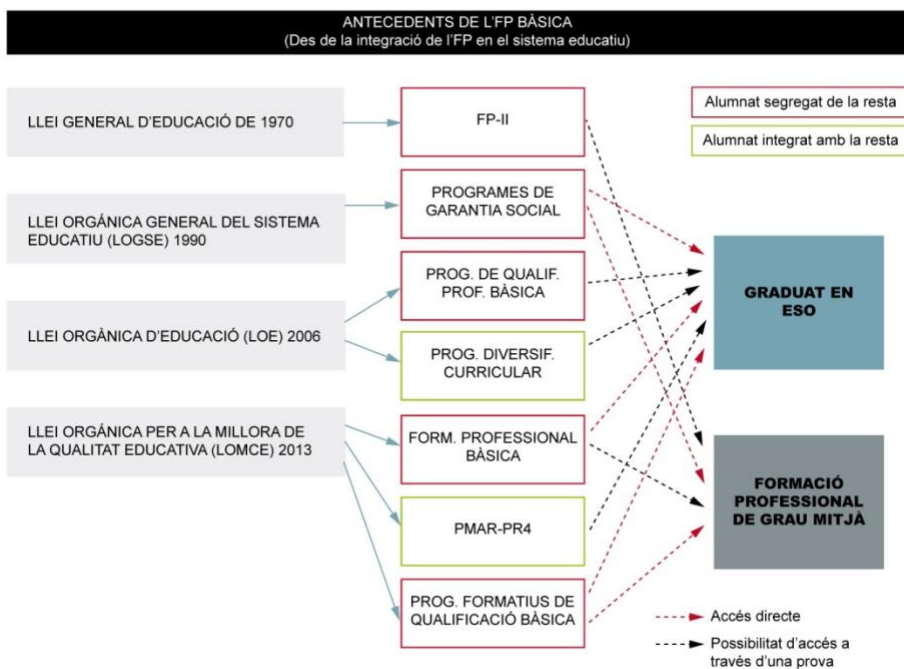 ANTECEDENTS DE L'FP BÀSICA
(Des de la integració de l'FP en el sistema educatiu)
LLEI GENERAL D'EDUCACIÓ DE 1970
LLEI ORGÁNICA GENERAL DEL SISTEMA
EDUCATIU (LOGSE) 1990
LLEI ORGÁNICA D'EDUCACIÓ (LOE) 2006
LLEI ORGÁNICA PER A LA MILLORA DE
LA QUALITAT EDUCATIVA (LOMCE) 2013
FP-II
PROGRAMES DE
GARANTIA SOCIAL
PROG. DE QUALIF.
PROF. BÀSICA
PROG. DIVERSIF.
CURRICULAR
FORM. PROFESSIONAL
BÀSICA
PMAR-PR4
PROG. FORMATIUS DE
QUALIFICACIÓ BÀSICA
Alumnat segregat de la resta
Alumnat integrat amb la resta
GRADUAT EN
ESO
FORMACIÓ
PROFESSIONAL
DE GRAU MITJÀ
Accés directe
Possibilitat d'accés a
través d'una prova